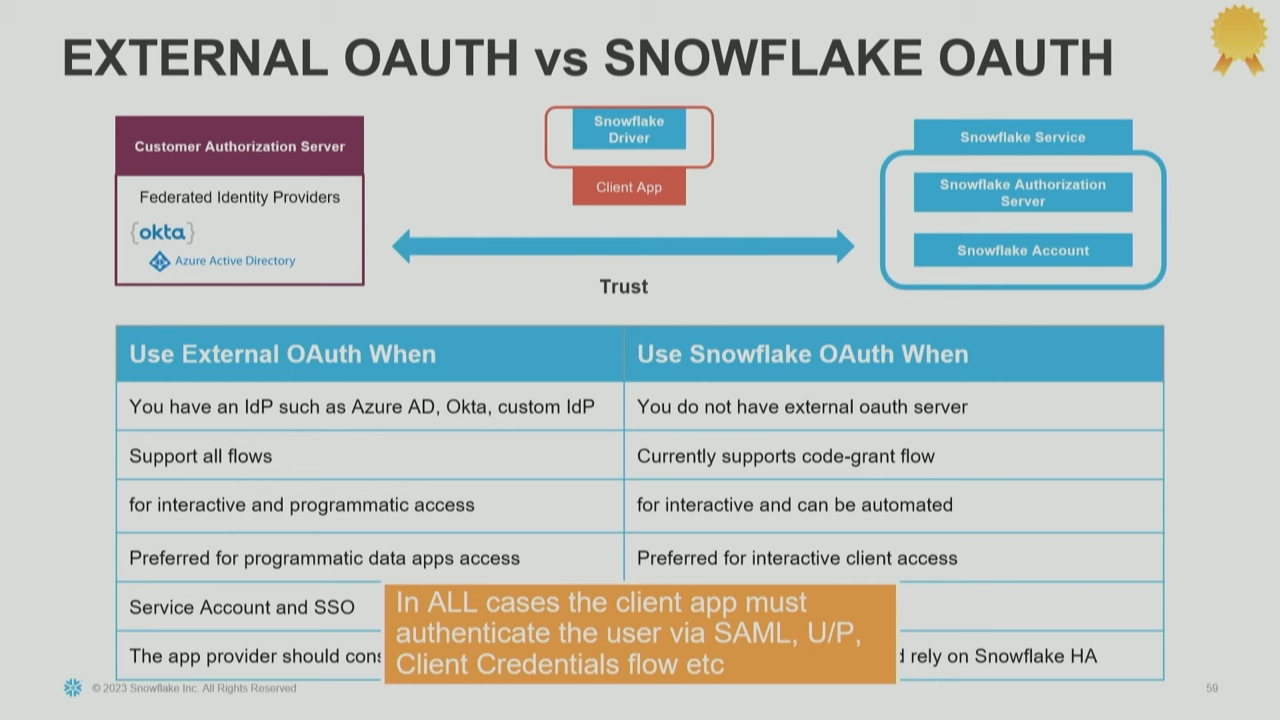 EXTERNAL OAUTH vs SNOWFLAKE OAUTH
Customer Authorization Server
Federated Identity Providers
{okta}
Azure Active Directory
Snowflake
Driver
Client App
Trust
Snowflake Service
Snowflake Authorization
Server
Snowflake Account
Use External OAuth When
Use Snowflake OAuth When
You have an IdP such as Azure AD, Okta, custom IdP
You do not have external oauth server
Support all flows
Currently supports code-grant flow
for interactive and programmatic access
for interactive and can be automated
Preferred for programmatic data apps access
Preferred for interactive client access
Service Account and SSO
The app provider should
rely on Snowflake HA
In ALL cases the client app must
authenticate the user via SAML, U/P,
Client Credentials flow etc
© 2023 Snowflake Inc. All Rights Reserved
59